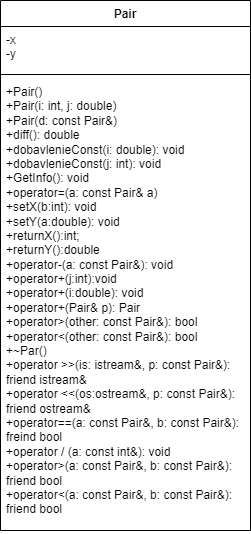 Pair
-x
-y
+Pair()
+Pair(i: int, j: double)
+Pair(d: const Pair&)
+diff(): double
+dobavlenieConst(i: double): void
+dobavlenieConst(j: int): void
+GetInfo(): void
+operator=(a: const Pair& a)
+setX(b:int): void
+setY(a:double): void
+returnX():int;
+returnY():double
+operator-(a: const Pair&): void
+operator+(j:int):void
+operator+(i:double): void
+operator+(Pair& p): Pair
+operator>(other: const Pair&): bool
+operator<(other: const Pair&): bool
+~Par()
+operator >>(is: istream&, p: const Pair&):
friend istream&
+operator <<(os:ostream&, p: const Pair&):
friend ostream&
+operator==(a: const Pair&, b: const Pair&):
freind bool
+operator / (a: const int&): void
+operator>(a: const Pair&, b: const Pair&):
friend bool
+operator<(a: const Pair&, b: const Pair&):
friend bool